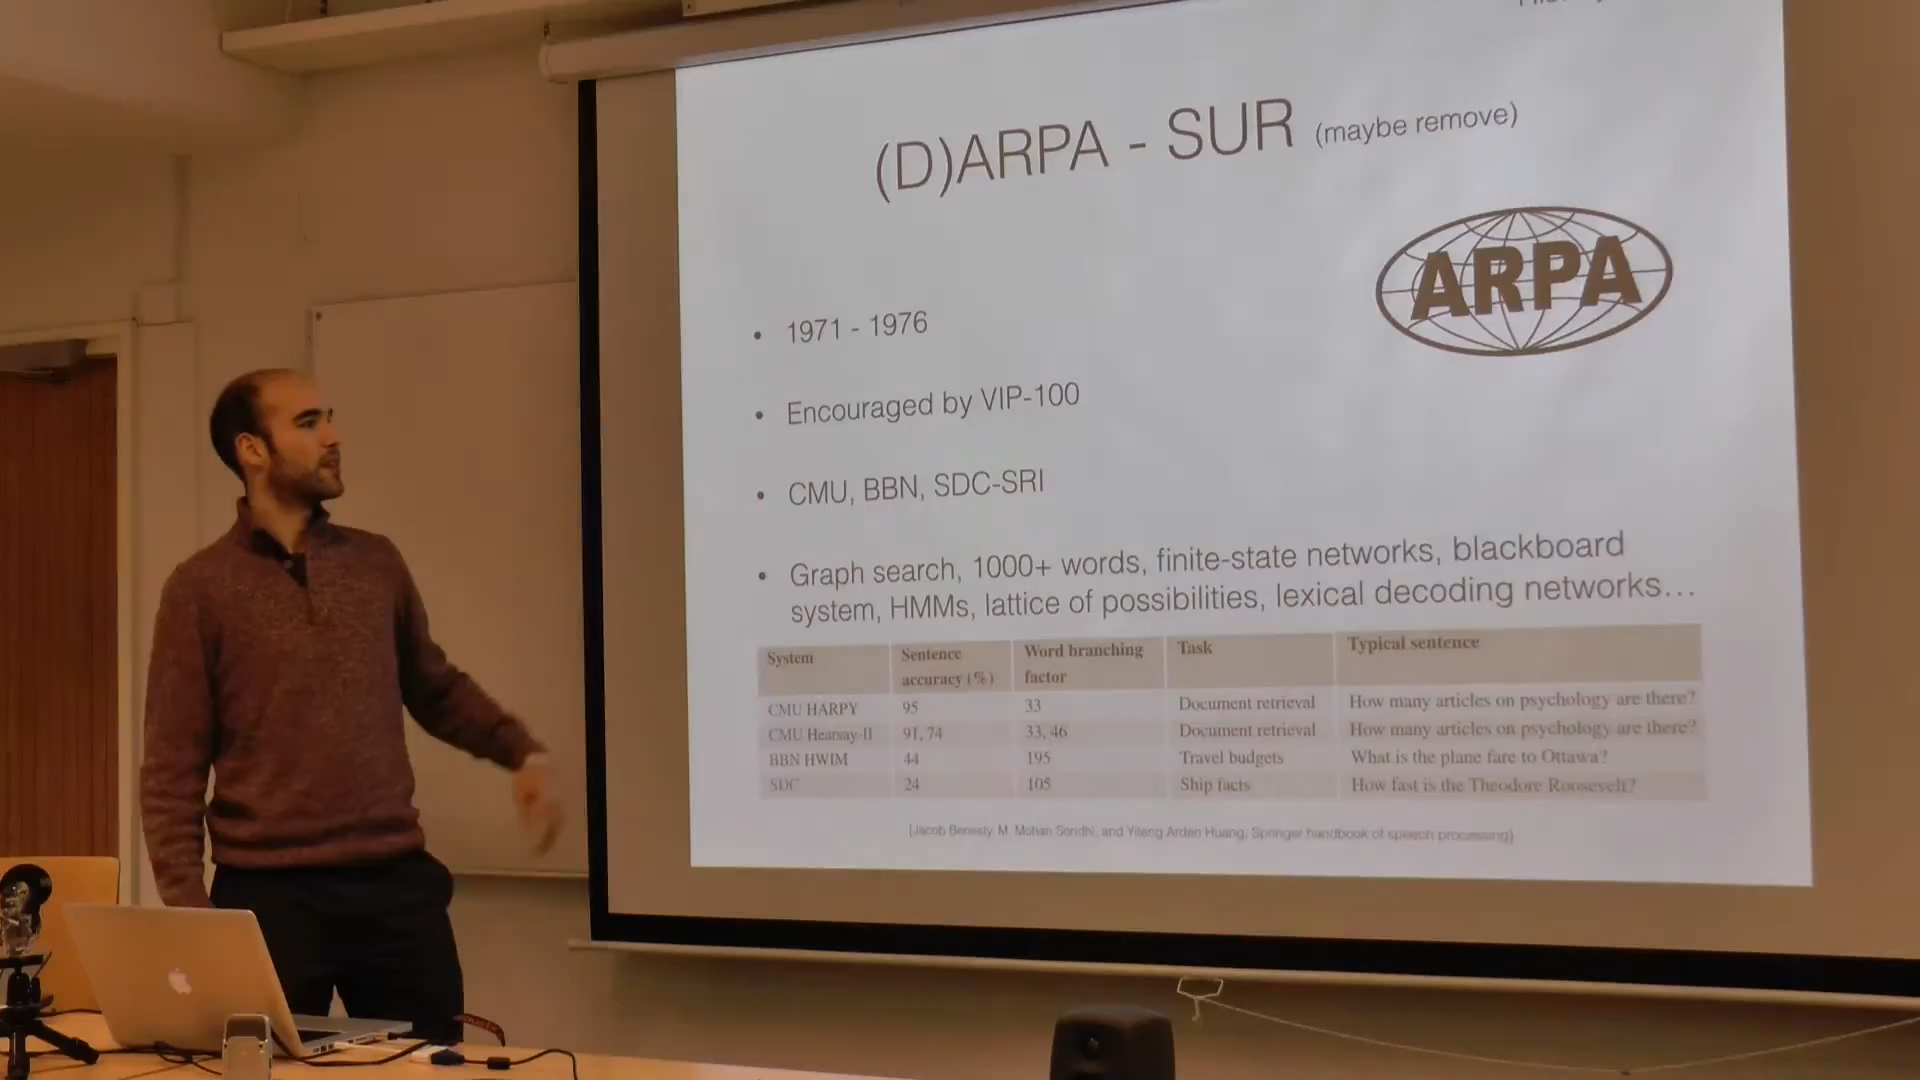 (D)ARPA - SUR (maybe remove)
ARPA
• 1971 - 1976
• Encouraged by VIP-100
• CMU, BBN, SDC-SRI
• Graph search, 1000+ words, finite-state networks, blackboard
system, HMMs, lattice of possibilities, lexical decoding networks…
System Sentence accuracy (%) Word branching factor Task Typical sentence
CMU HARPY 95 33 Document retrieval How many articles on psychology are there?
CMU Hearsay-II 91, 74 33, 46 Document retrieval How many articles on psychology are there?
BBN HWIM 44 195 Travel budgets What is the plane fare to Ottawa?
SDC 24 105 Ship facts How fast is the Theodore Roosevelt?
[Jacob Benesty, M. Mohan Sondhi, and Yiteng Arden Huang, Springer handbook of speech processing]